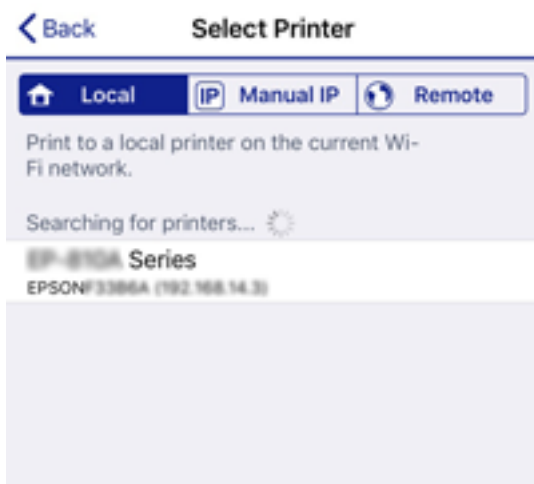 Back
Select Printer
Local
IP Manual IP
Remote
Print to a local printer on the current Wi-
Fi network.
Searching for printers...
Series
EPSON